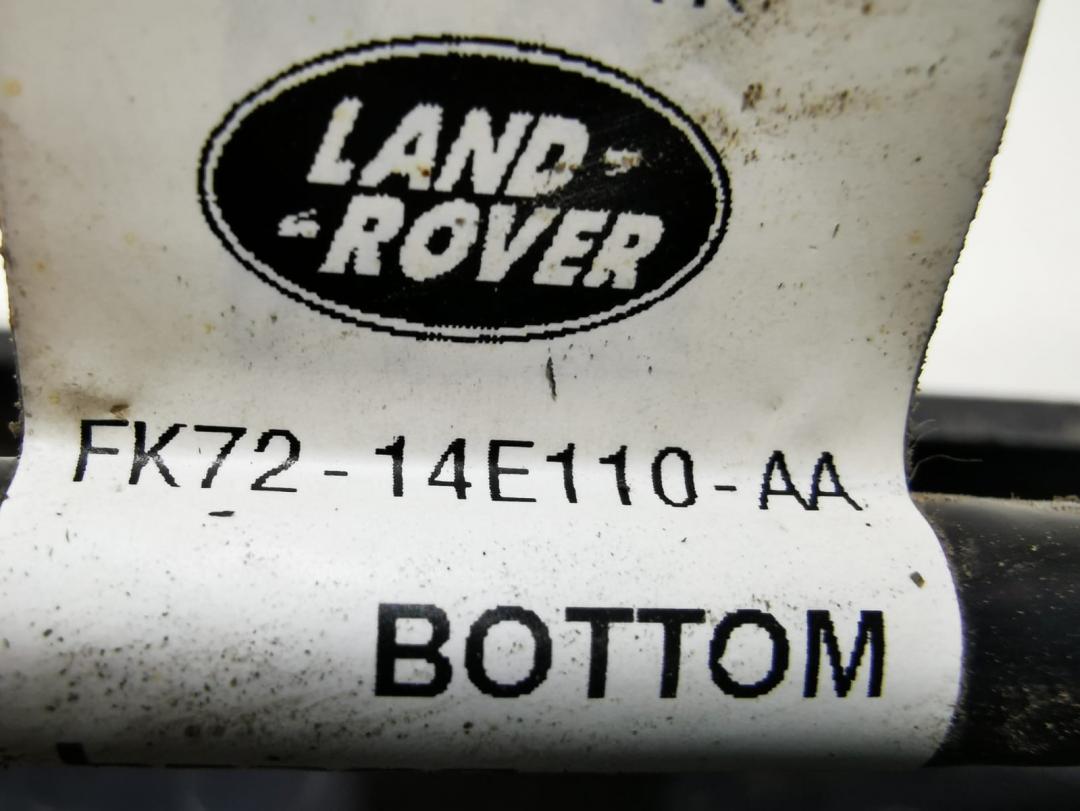 LAND-
-ROVER
FK72-14E110-AA
BOTTOM